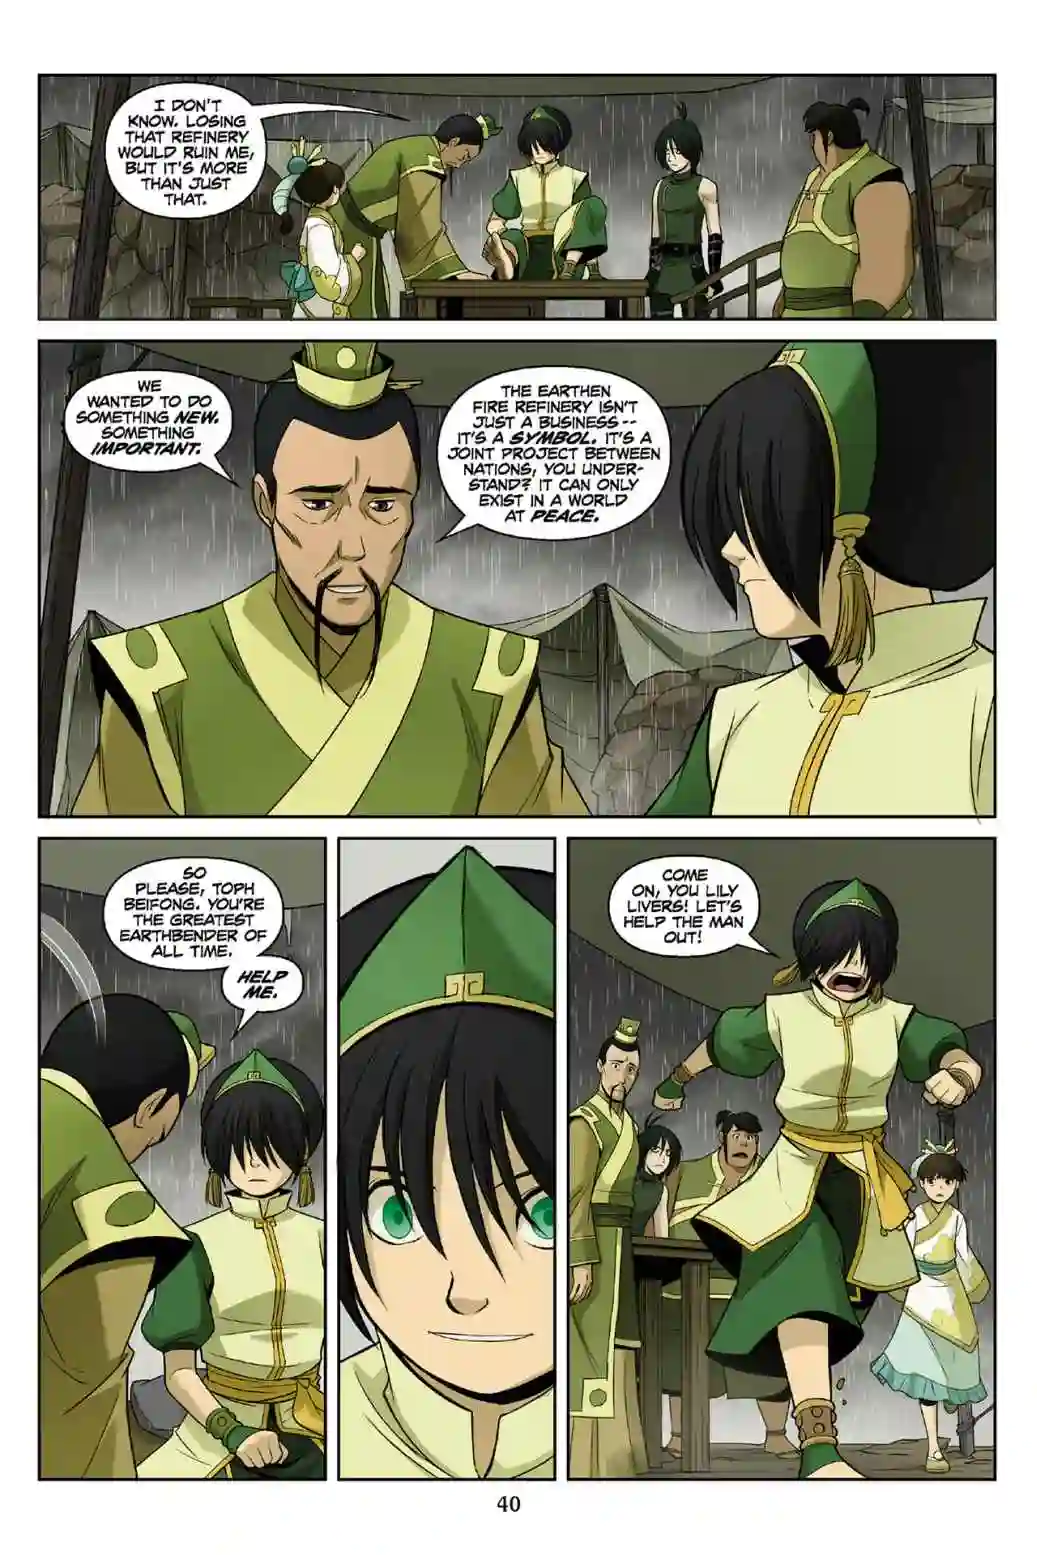 I DON'T
KNOW. LOSING
THAT REFINERY
WOULD RUIN ME,
BUT IT'S MORE
THAN JUST
THAT.
WE
WANTED TO DO
SOMETHING NEW.
SOMETHING
IMPORTANT.
THE EARTHEN
FIRE REFINERY ISN'T
JUST A BUSINESS--
IT'S A SYMBOL. IT'S A
JOINT PROJECT BETWEEN
NATIONS, YOU UNDER-
STAND? IT CAN ONLY
EXIST IN A WORLD
AT PEACE.
SO
PLEASE, TOPH
BEIFONG. YOU'RE
THE GREATEST
EARTHBENDER OF
ALL TIME.
HELP
ME.
COME
ON, YOU LILY
LIVERS! LET'S
HELP THE MAN
OUT!
40